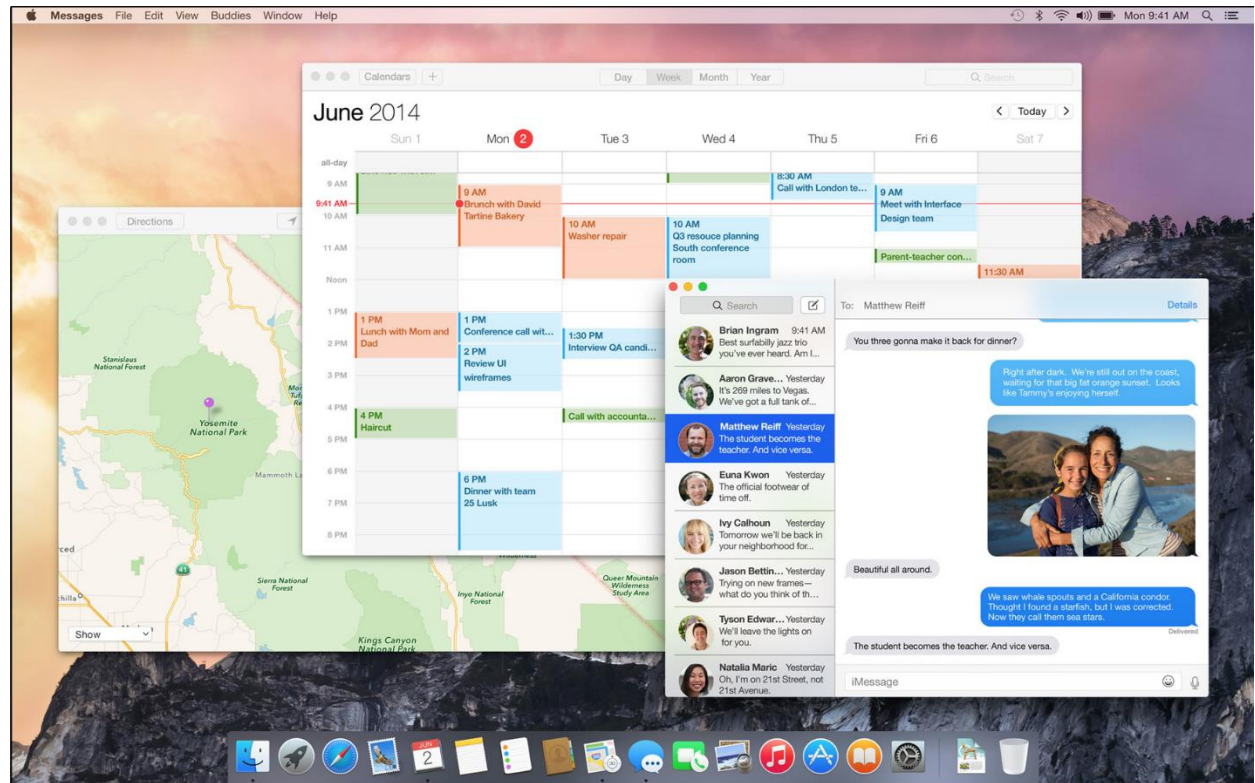 Messages File Edit View Buddies Window Help
Mon 9:41 AM
Calendars +
Day Week Month Year
Search
June 2014
Today
Sun 1 Mon 2 Tue 3 Wed 4 Thu 5 Fri 6 Sat 7
all-day
9 AM
9:41 AM
10 AM
11 AM
Noon
1 PM
2 PM
3 PM
4 PM
5 PM
6 PM
7 PM
8 PM
1 PM
Lunch with Mom and
Dad
4 PM
Haircut
9 AM
Brunch with David
Tartine Bakery
1 PM
Conference call wit...
2 PM
Review UI
wireframes
6 PM
Dinner with team
25 Lusk
10 AM
Washer repair
1:30 PM
Interview QA candi...
Call with accounta...
10 AM
Q3 resouce planning
South conference
room
8:30 AM
Call with London te...
9 AM
Meet with Interface
Design team
Parent-teacher con...
11:30 AM
Directions
Stanislaus
National Forest
Yosemite
National Park
Mammoth La
41
Sierra National
Forest
Inyo National
Forest
Queer Mountain
Wilderness
Study Area
Kings Canyon
National Park
Show
Search
Brian Ingram 9:41 AM
Best surfabilly jazz trio
you've ever heard. Am I...
Aaron Grave... Yesterday
It's 269 miles to Vegas.
We've got a full tank of...
Matthew Reiff Yesterday
The student becomes the
teacher. And vice versa.
Euna Kwon Yesterday
The official footwear of
time off.
Ivy Calhoun Yesterday
Tomorrow we'll be back in
your neighborhood for...
Jason Bettin... Yesterday
Trying on new frames—
what do you think of th...
Tyson Edwar... Yesterday
We'll leave the lights on
for you.
Natalia Maric Yesterday
Oh, I'm on 21st Street, not
21st Avenue.
To: Matthew Reiff
Details
You three gonna make it back for dinner?
Right after dark. We're still out on the coast,
waiting for that big fat orange sunset. Looks
like Tammy's enjoying herself.
Beautiful all around.
We saw whale spouts and a California condor.
Thought I found a starfish, but I was corrected.
Now they call them sea stars.
Delivered
The student becomes the teacher. And vice versa.
iMessage
JUN
2